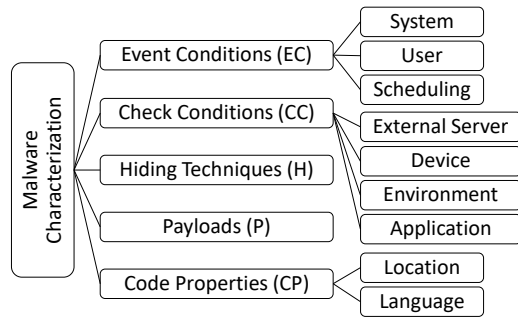 Malware
Characterization
Event Conditions (EC)
System
User
Scheduling
Check Conditions (CC)
External Server
Device
Environment
Application
Hiding Techniques (H)
Payloads (P)
Code Properties (CP)
Location
Language